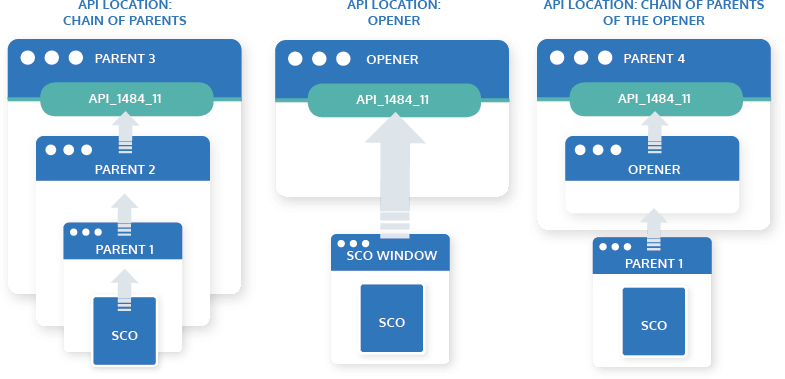 API LOCATION:
CHAIN OF PARENTS
PARENT 3
API_1484_11
PARENT 2
PARENT 1
SCO
API LOCATION:
OPENER
OPENER
API_1484_11
SCO WINDOW
SCO
API LOCATION: CHAIN OF PARENTS
OF THE OPENER
PARENT 4
API_1484_11
OPENER
PARENT 1
SCO